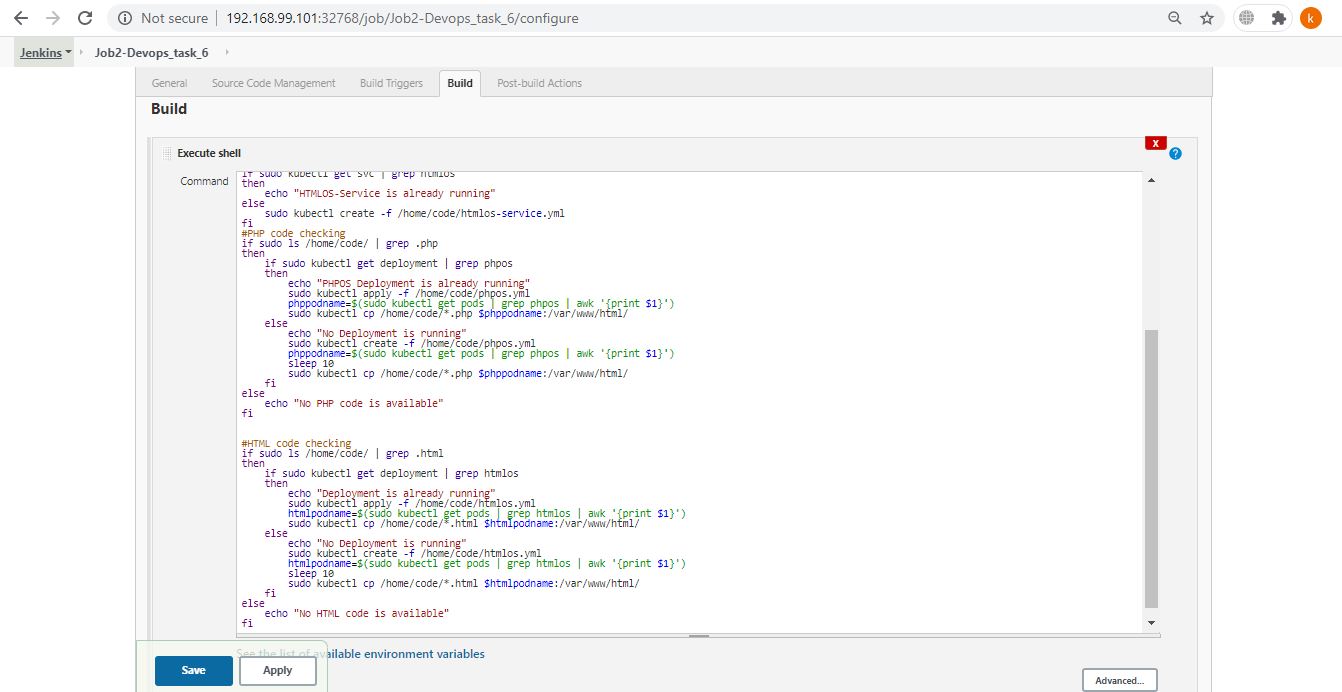 Not secure | 192.168.99.101:32768/job/Job2-Devops_task_6/configure
k
Jenkins Job2-Devops_task_6
General Source Code Management Build Triggers Build Post-build Actions
Build
X
Execute shell
?
Command
if sudo kubectl get svc | grep htmlos
then
echo "HTMLOS-Service is already running"
else
sudo kubectl create -f /home/code/htmlos-service.yml
fi
#PHP code checking
if sudo ls /home/code/ | grep .php
then
if sudo kubectl get deployment | grep phpos
then
echo "PHPOS Deployment is already running"
sudo kubectl apply -f /home/code/phpos.yml
phppodname=$(sudo kubectl get pods | grep phpos | awk '{print $1}')
sudo kubectl cp /home/code/*.php $phppodname:/var/www/html/
else
echo "No Deployment is running"
sudo kubectl create -f /home/code/phpos.yml
phppodname=$(sudo kubectl get pods | grep phpos | awk '{print $1}')
sleep 10
sudo kubectl cp /home/code/*.php $phppodname:/var/www/html/
fi
else
echo "No PHP code is available"
fi
#HTML code checking
if sudo ls /home/code/ | grep .html
then
if sudo kubectl get deployment | grep htmlos
then
echo "Deployment is already running"
sudo kubectl apply -f /home/code/htmlos.yml
htmlpodname=$(sudo kubectl get pods | grep htmlos | awk '{print $1}')
sudo kubectl cp /home/code/*.html $htmlpodname:/var/www/html/
else
echo "No Deployment is running"
sudo kubectl create -f /home/code/htmlos.yml
htmlpodname=$(sudo kubectl get pods | grep htmlos | awk '{print $1}')
sleep 10
sudo kubectl cp /home/code/*.html $htmlpodname:/var/www/html/
fi
else
echo "No HTML code is available"
fi
See the list of available environment variables
Save Apply
Advanced...